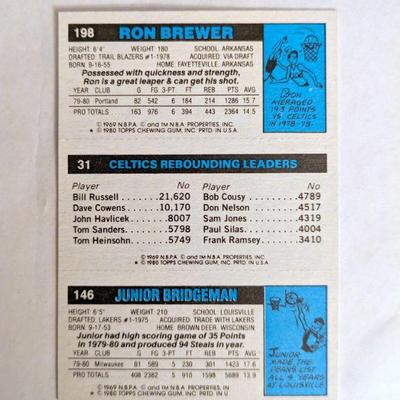 198 RON BREWER
HEIGHT: 6'4" WEIGHT: 180 SCHOOL: ARKANSAS
DRAFTED: TRAIL BLAZERS #1-1978 ACQUIRED: VIA DRAFT
BORN: 9-16-55 HOME: FAYETTEVILLE, ARKANSAS
Possessed with quickness and strength,
Ron is a great leaper & can hit from outside.
YEAR CLUB G FG 3-PT FT REB PTS AVG
79-80 Portland 82 542 6 184 214 1286 15.7
PRO TOTALS 163 976 6 394 443 2364 14.5
© 1969 N.B.P.A. © and ™ N.B.A. PROPERTIES, INC.
★ © 1980 TOPPS CHEWING GUM, INC. PRTD. IN U.S.A.
RON
AVERAGED
19.3 POINTS
VS. CELTICS
IN 1978-79.
31 CELTICS REBOUNDING LEADERS
Player No Player No
Bill Russell 21,620 Bob Cousy 4789
Dave Cowens 10,170 Don Nelson 4517
John Havlicek 8007 Sam Jones 4319
Tom Sanders 5798 Paul Silas 4004
Tom Heinsohn 5749 Frank Ramsey 3410
© 1969 N.B.P.A. © and ™ N.B.A. PROPERTIES, INC.
★ © 1980 TOPPS CHEWING GUM, INC. PRTD. IN U
146 JUNIOR BRIDGEMAN
HEIGHT: 6'5" WEIGHT: 210 SCHOOL: LOUISVILLE
DRAFTED: LAKERS #1-1975 ACQUIRED: TRADE WITH LAKERS
BORN: 9-17-53 HOME: BROWN DEER, WISCONSIN
Junior had high scoring game of 35 Points
in 1979-80 and produced 94 Steals in year.
YEAR CLUB G FG 3-PT FT REB PTS AVG
79-80 Milwaukee 81 589 5 230 301 1423 17.6
PRO TOTALS 408 2382 5 910 1598 5689 13.9
© 1969 N.B.P.A. © and ™ N.B.A. PROPERTIES, INC.
★ © 1980 TOPPS CHEWING GUM, INC. PRTD. IN U
JUNIOR
MADE THE
DEAN'S LIST
ALL 4 YEARS
AT LOUISVILLE